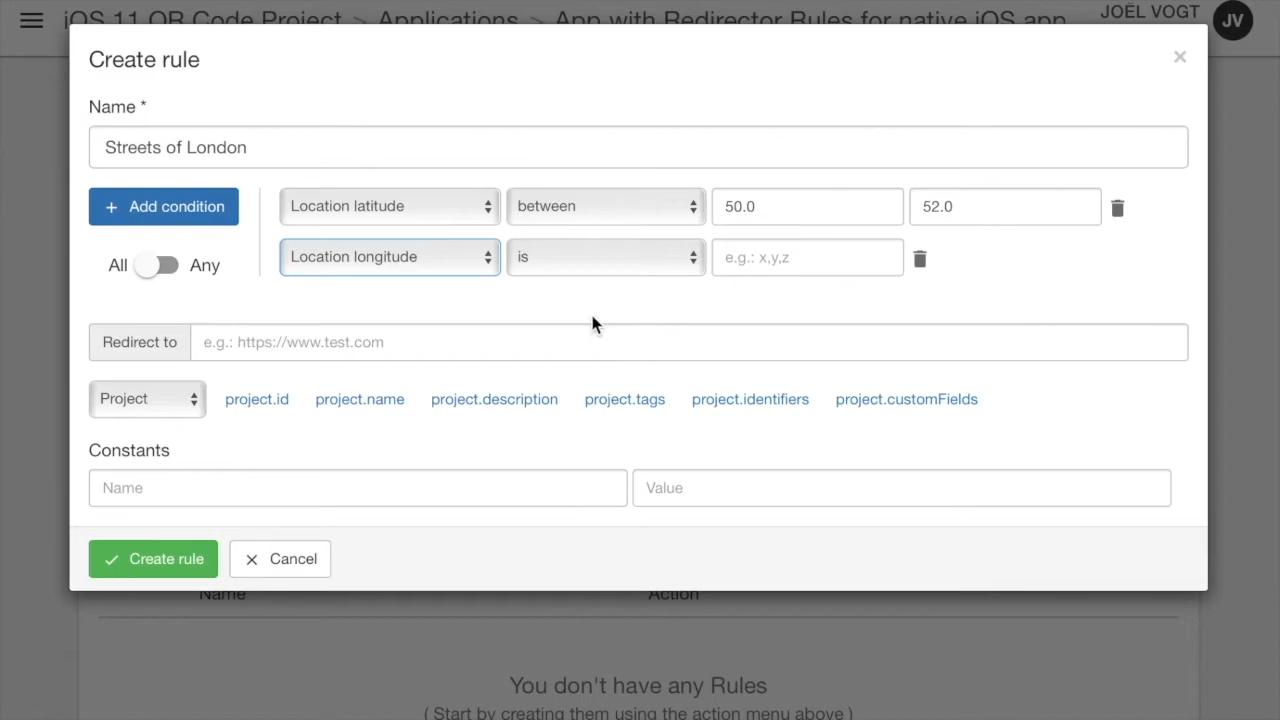 iOS 11 QR Code Project > Applications > App with Redirector Rules for native iOS app
JOËL VOGT
JV
Create rule
×
Name *
Streets of London
+ Add condition
Location latitude
between
50.0
52.0
All
Any
Location longitude
is
e.g.: x,y,z
Redirect to
e.g.: https://www.test.com
Project
project.id
project.name
project.description
project.tags
project.identifiers
project.customFields
Constants
Name
Value
Create rule
Cancel
Name
Action
You don't have any Rules
( Start by creating them using the action menu above )